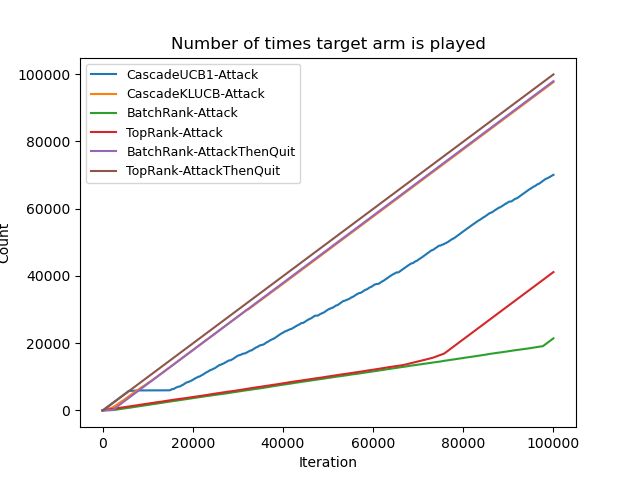 Number of times target arm is played
100000
80000
60000
40000
20000
0
Count
CascadeUCB1-Attack
CascadeKLUCB-Attack
BatchRank-Attack
TopRank-Attack
BatchRank-AttackThenQuit
TopRank-AttackThenQuit
0 20000 40000 60000 80000 100000
Iteration